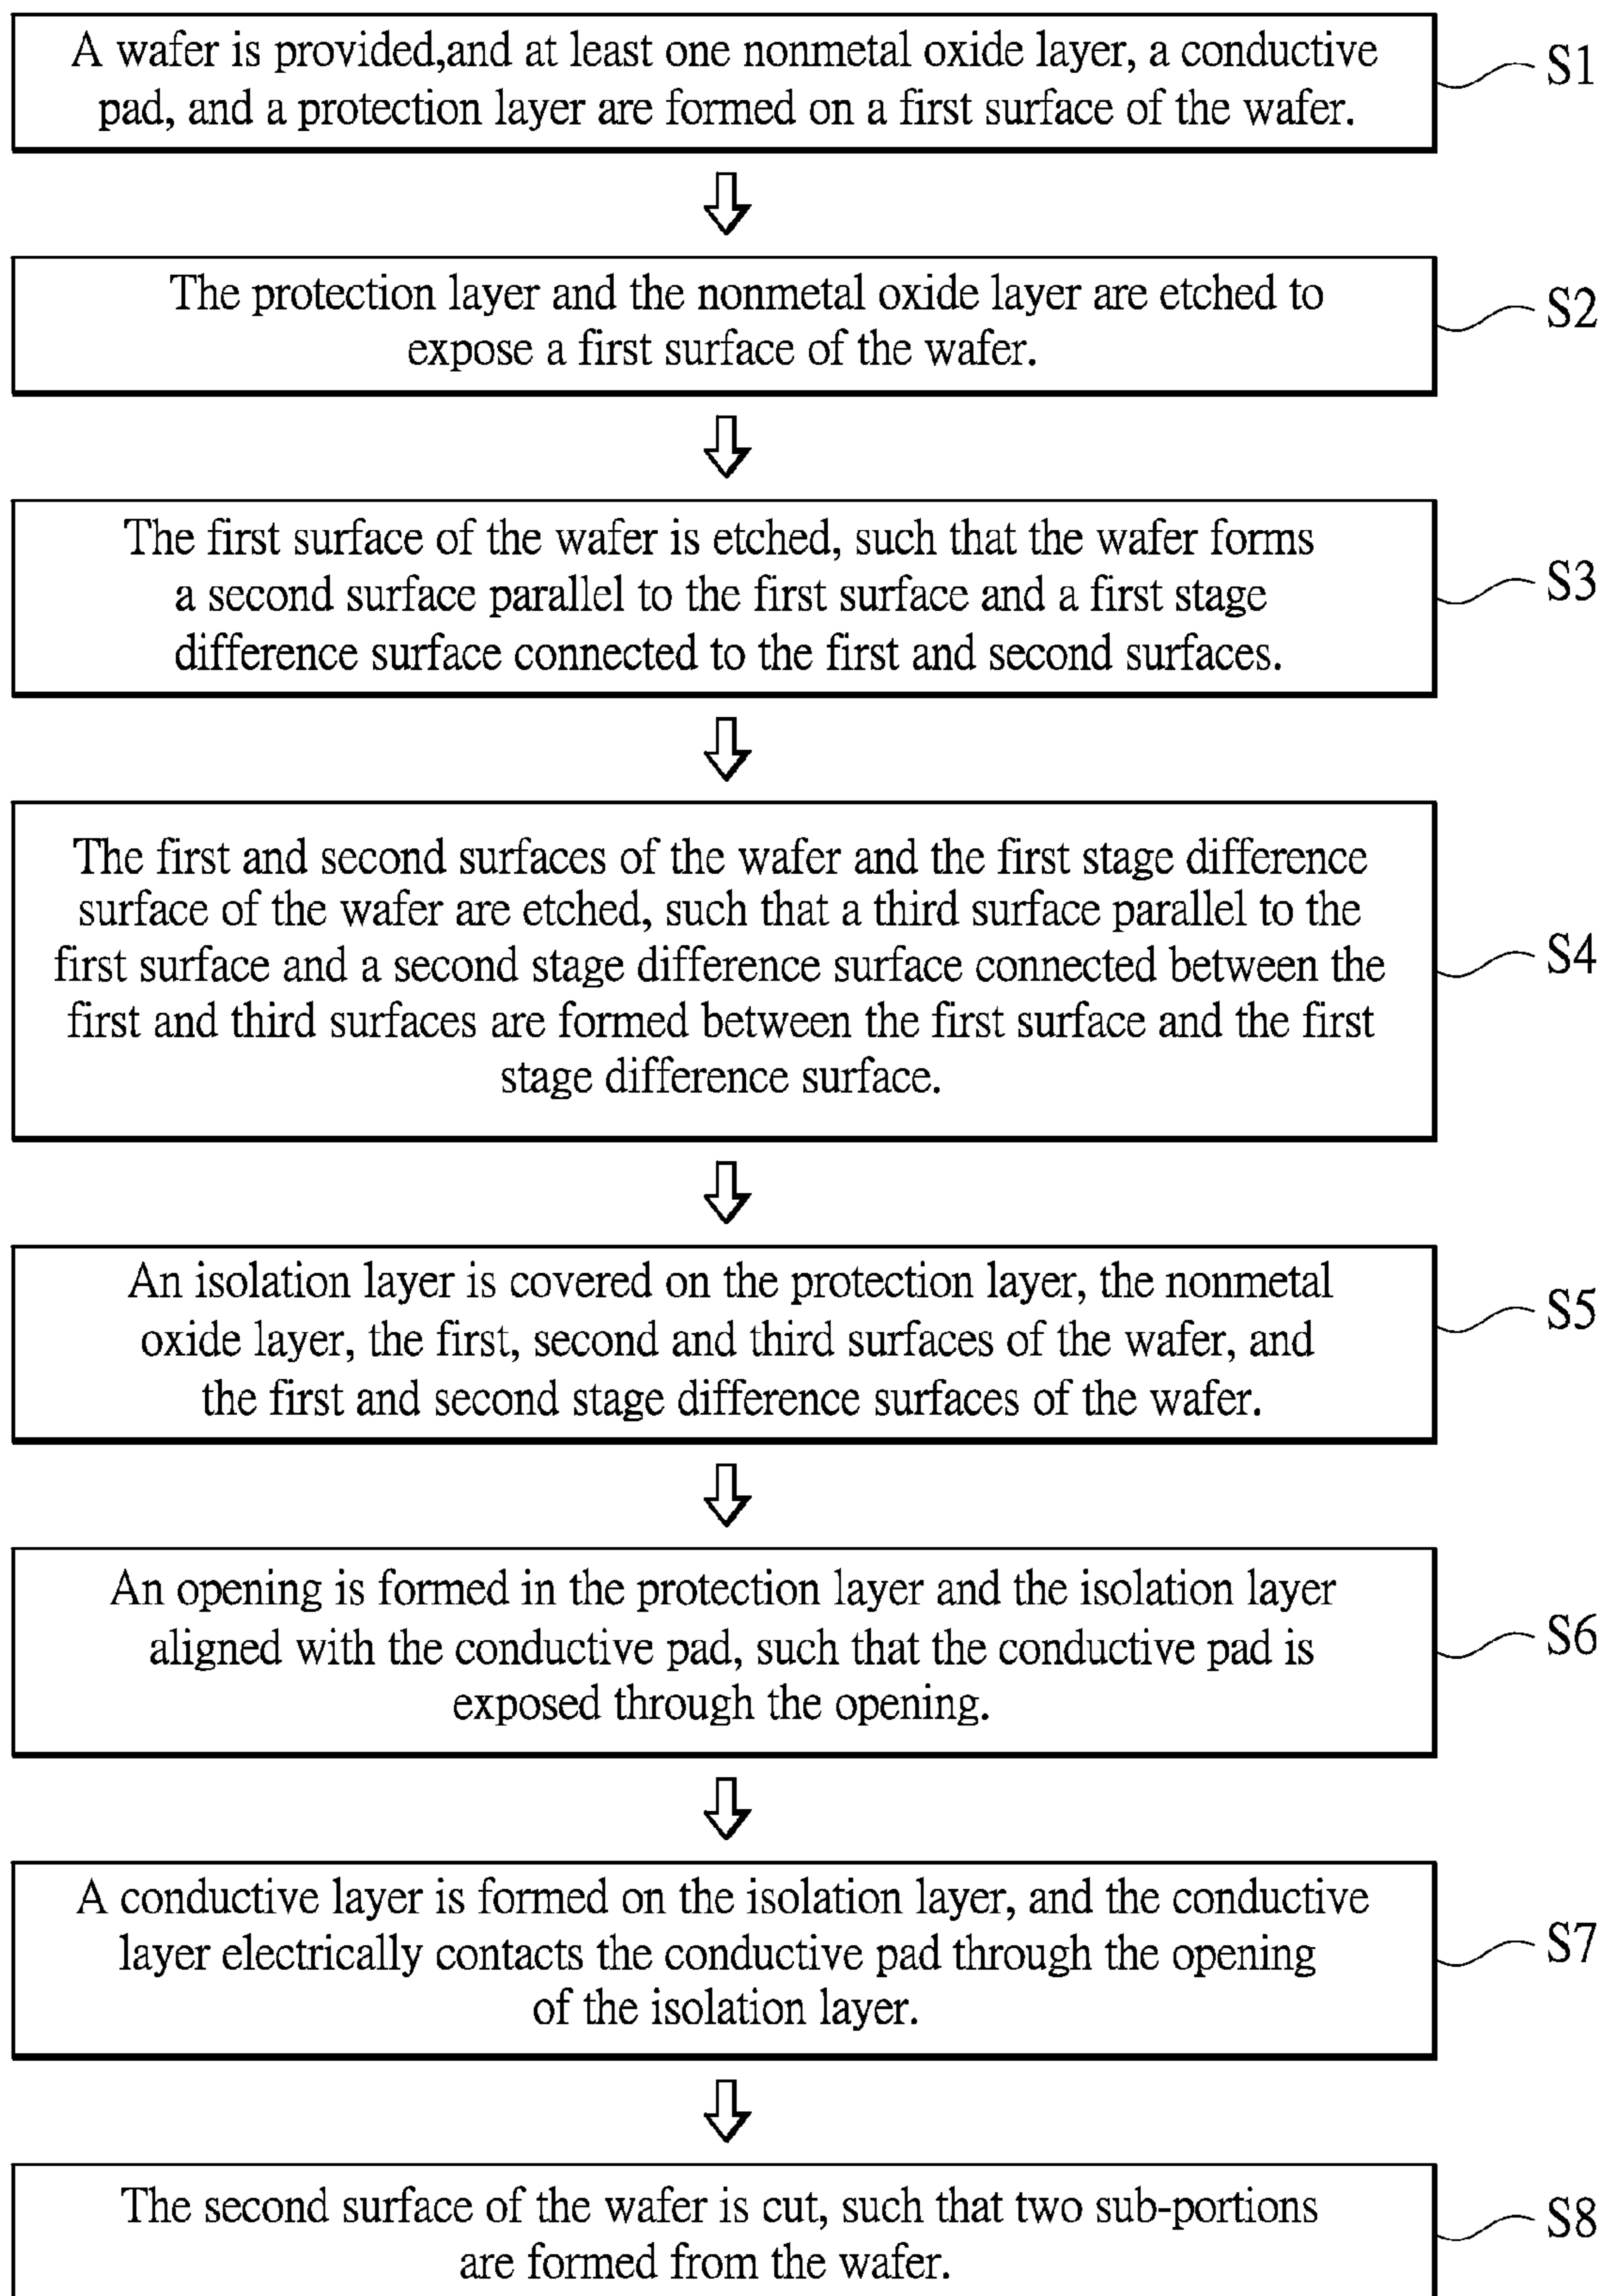 A wafer is provided,and at least one nonmetal oxide layer, a conductive
pad, and a protection layer are formed on a first surface of the wafer.
S1
The protection layer and the nonmetal oxide layer are etched to
expose a first surface of the wafer.
S2
The first surface of the wafer is etched, such that the wafer forms
a second surface parallel to the first surface and a first stage
difference surface connected to the first and second surfaces.
S3
The first and second surfaces of the wafer and the first stage difference
surface of the wafer are etched, such that a third surface parallel to the
first surface and a second stage difference surface connected between the
first and third surfaces are formed between the first surface and the first
stage difference surface.
S4
An isolation layer is covered on the protection layer, the nonmetal
oxide layer, the first, second and third surfaces of the wafer, and
the first and second stage difference surfaces of the wafer.
S5
An opening is formed in the protection layer and the isolation layer
aligned with the conductive pad, such that the conductive pad is
exposed through the opening.
S6
A conductive layer is formed on the isolation layer, and the conductive
layer electrically contacts the conductive pad through the opening
of the isolation layer.
S7
The second surface of the wafer is cut, such that two sub-portions
are formed from the wafer.
S8